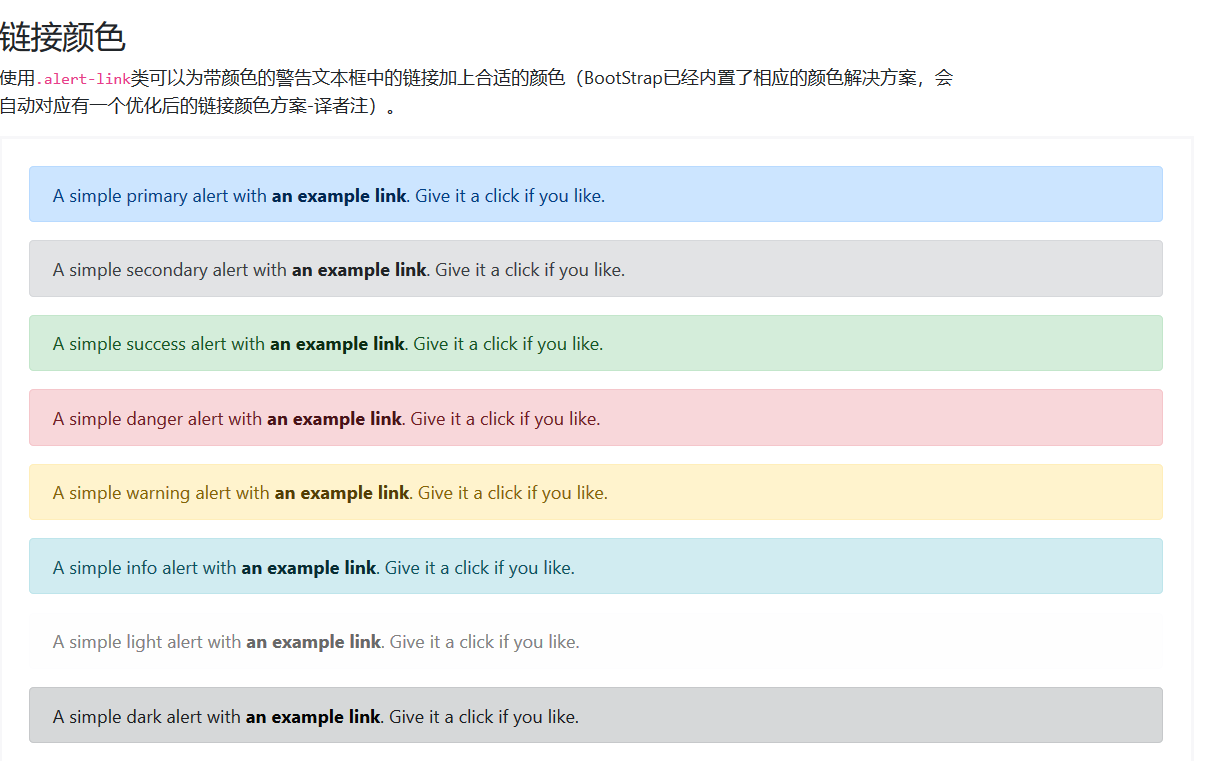 链接颜色
使用.alert-link类可以为带颜色的警告文本框中的链接加上合适的颜色（BootStrap已经内置了相应的颜色解决方案，会
自动对应有一个优化后的链接颜色方案-译者注）。
A simple primary alert with an example link. Give it a click if you like.
A simple secondary alert with an example link. Give it a click if you like.
A simple success alert with an example link. Give it a click if you like.
A simple danger alert with an example link. Give it a click if you like.
A simple warning alert with an example link. Give it a click if you like.
A simple info alert with an example link. Give it a click if you like.
A simple light alert with an example link. Give it a click if you like.
A simple dark alert with an example link. Give it a click if you like.